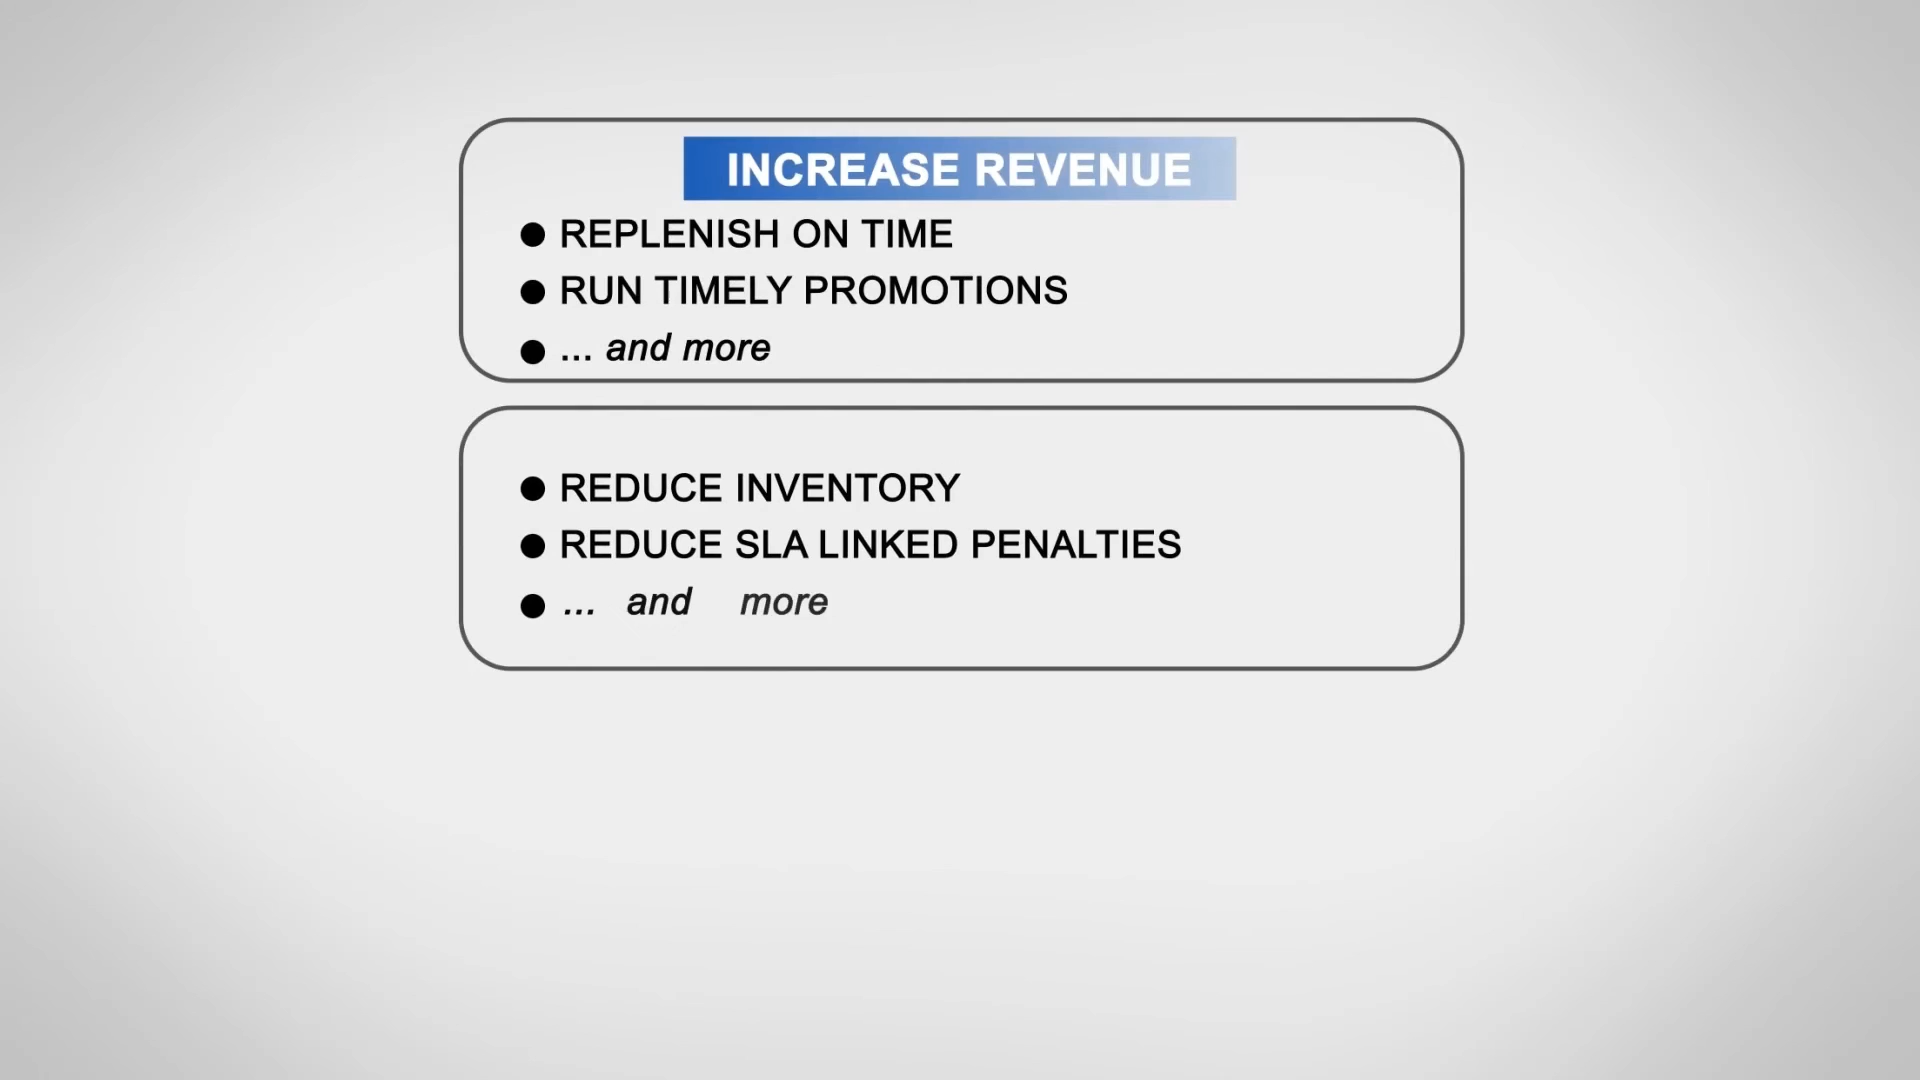 INCREASE REVENUE
● REPLENISH ON TIME
● RUN TIMELY PROMOTIONS
● ... and more
● REDUCE INVENTORY
● REDUCE SLA LINKED PENALTIES
● ... and more